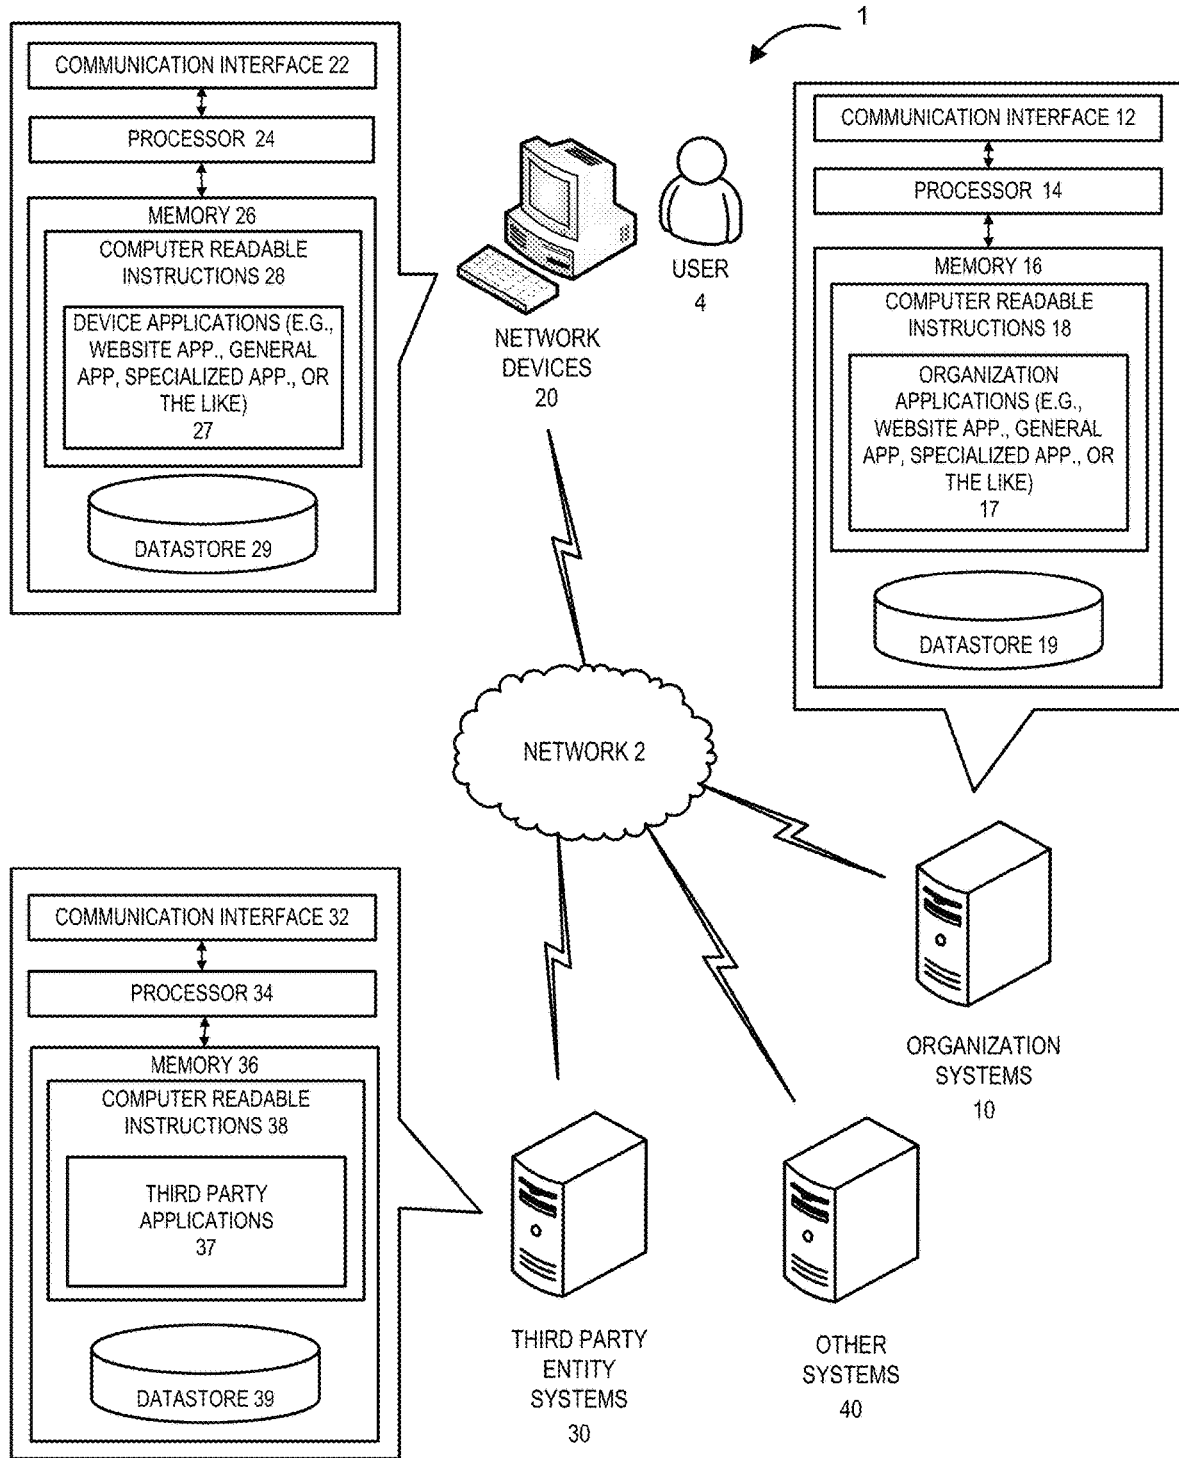 1
COMMUNICATION INTERFACE 22
PROCESSOR 24
MEMORY 26
COMPUTER READABLE
INSTRUCTIONS 28
DEVICE APPLICATIONS (E.G.,
WEBSITE APP., GENERAL
APP, SPECIALIZED APP., OR
THE LIKE)
27
DATASTORE 29
NETWORK
DEVICES
20
USER
4
COMMUNICATION INTERFACE 12
PROCESSOR 14
MEMORY 16
COMPUTER READABLE
INSTRUCTIONS 18
ORGANIZATION
APPLICATIONS (E.G.,
WEBSITE APP., GENERAL
APP, SPECIALIZED APP., OR
THE LIKE)
17
DATASTORE 19
NETWORK 2
ORGANIZATION
SYSTEMS
10
COMMUNICATION INTERFACE 32
PROCESSOR 34
MEMORY 36
COMPUTER READABLE
INSTRUCTIONS 38
THIRD PARTY
APPLICATIONS
37
DATASTORE 39
THIRD PARTY
ENTITY
SYSTEMS
30
OTHER
SYSTEMS
40